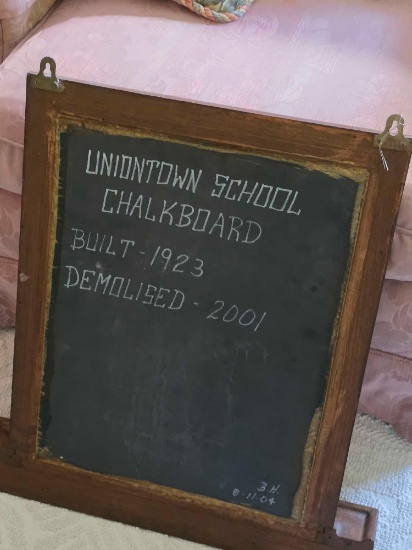 UNIONTOWN SCHOOL
CHALKBOARD
BUILT - 1923
DEMOLISED - 2001
B.H.
8-11-04